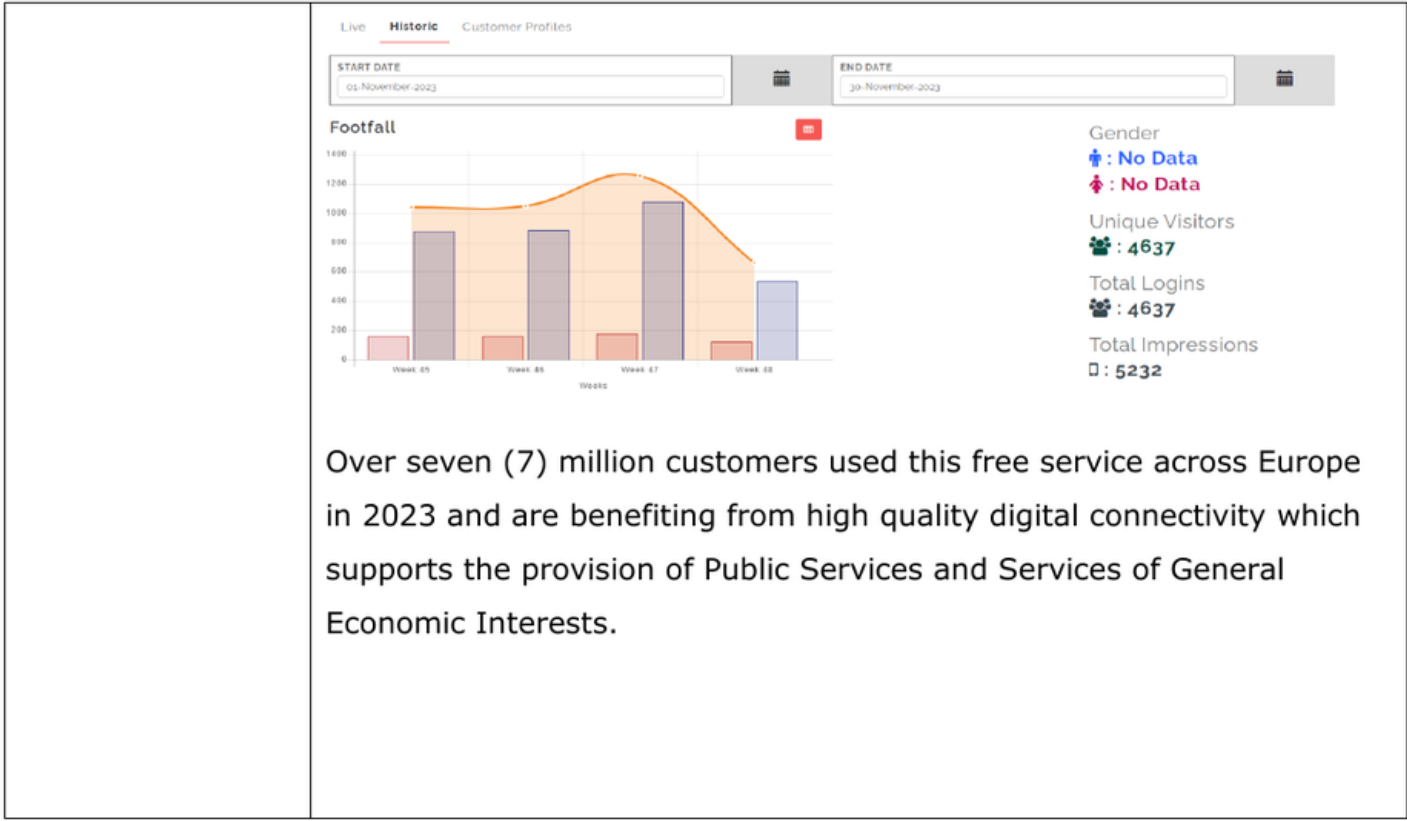 Live Historic Customer Profiles
START DATE
01-November-2023
END DATE
30-November-2023
Footfall
1400
1200
1000
800
600
400
200
0
Week 45 Week 46 Week 47 Week 48
Weeks
Gender
: No Data
: No Data
Unique Visitors
: 4637
Total Logins
: 4637
Total Impressions
: 5232
Over seven (7) million customers used this free service across Europe
in 2023 and are benefiting from high quality digital connectivity which
supports the provision of Public Services and Services of General
Economic Interests.